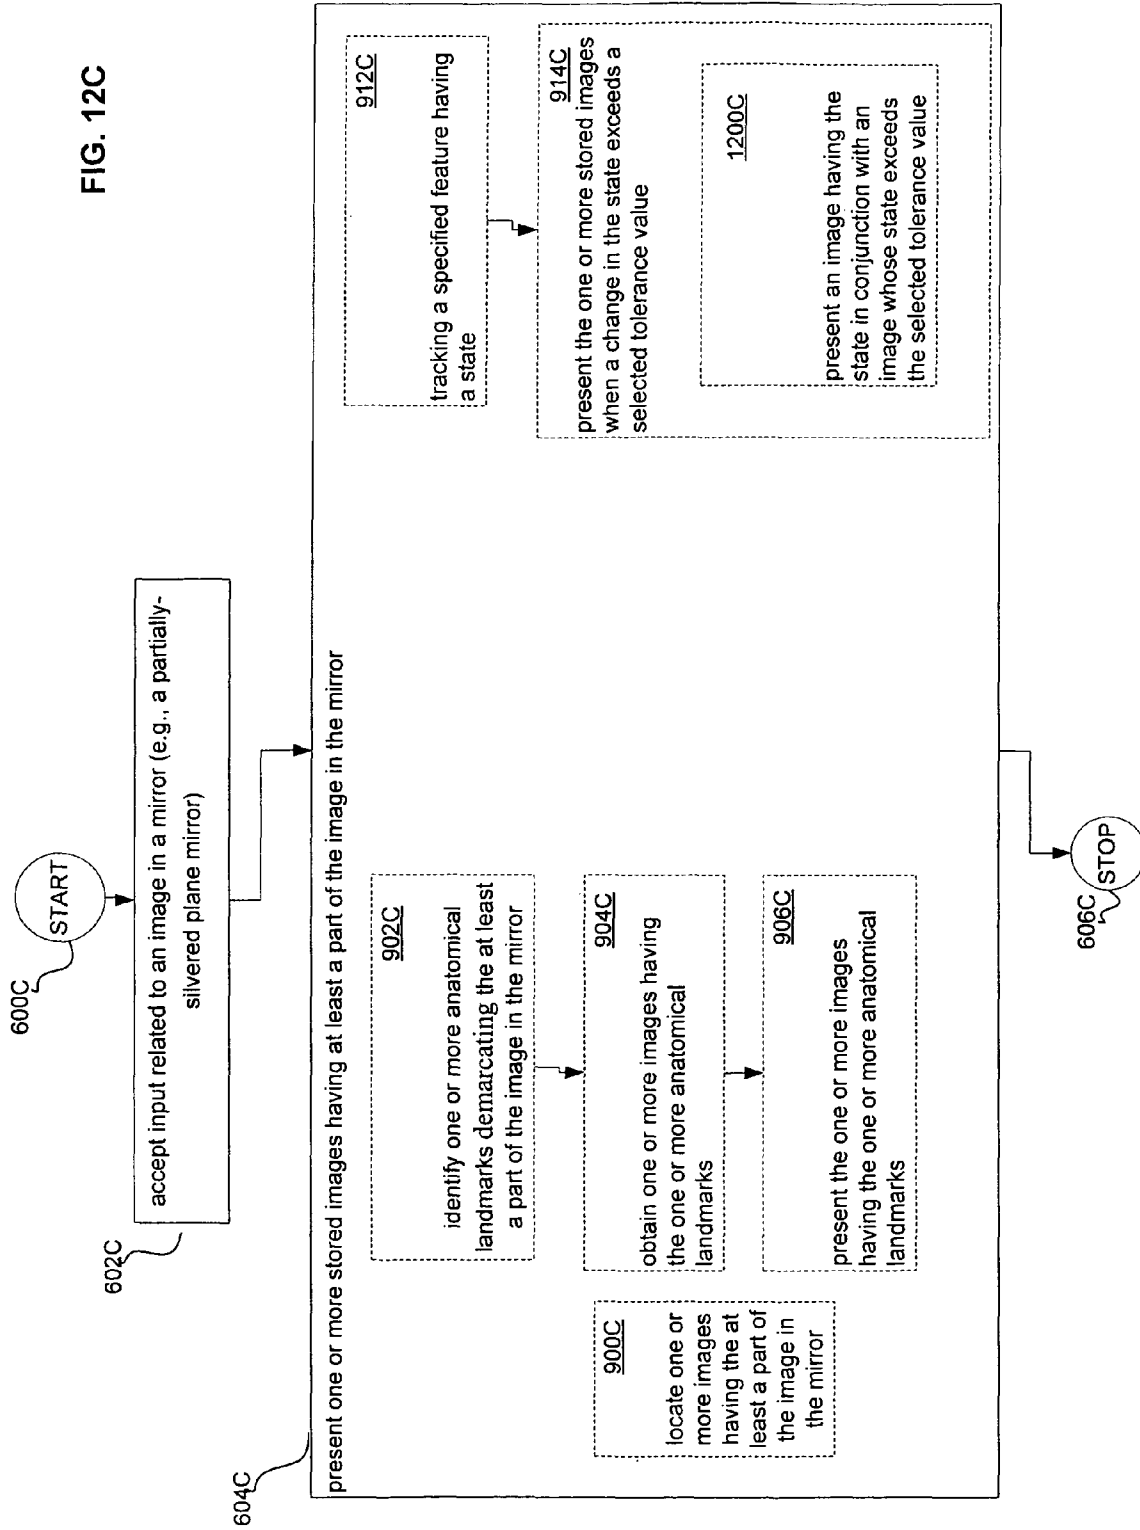 FIG. 12C
600C
START
602C
accept input related to an image in a mirror (e.g., a partially-
silvered plane mirror)
604C
present one or more stored images having at least a part of the image in the mirror
900C
locate one or
more images
having the at
least a part of
the image in
the mirror
902C
identify one or more anatomical
landmarks demarcating the at least
a part of the image in the mirror
904C
obtain one or more images having
the one or more anatomical
landmarks
906C
present the one or more images
having the one or more anatomical
landmarks
912C
tracking a specified feature having
a state
914C
present the one or more stored images
when a change in the state exceeds a
selected tolerance value
1200C
present an image having the
state in conjunction with an
image whose state exceeds
the selected tolerance value
606C
STOP